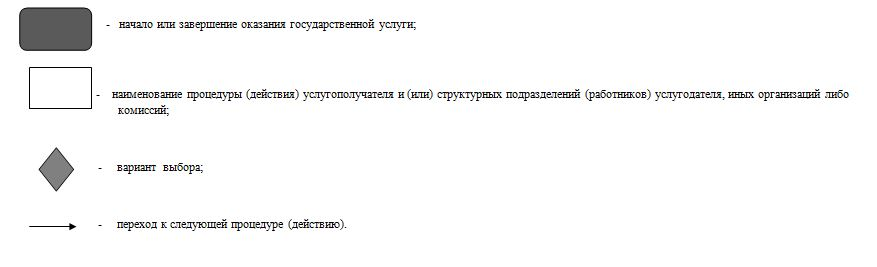 - начало или завершение оказания государственной услуги;
- наименование процедуры (действия) услугополучателя и (или) структурных подразделений (работников) услугодателя, иных организаций либо
комиссий;
- вариант выбора;
- переход к следующей процедуре (действию).